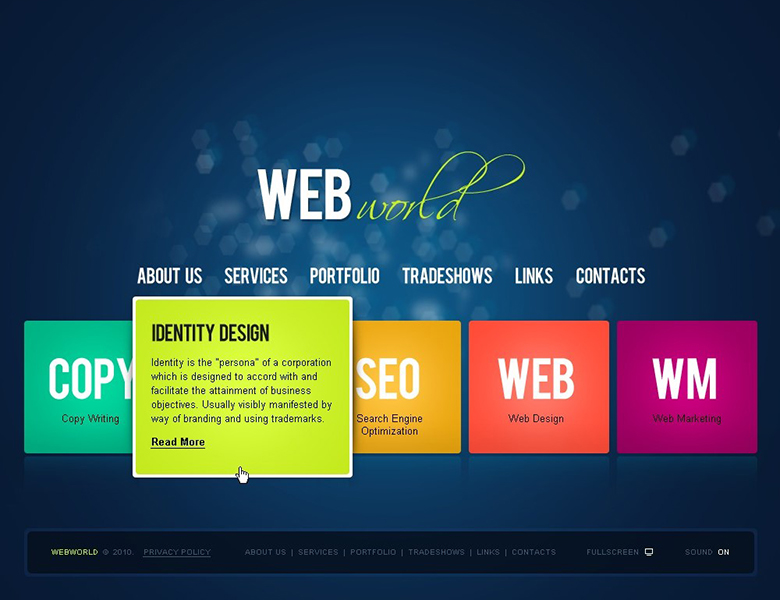 WEB world
ABOUT US SERVICES PORTFOLIO TRADESHOWS LINKS CONTACTS
COPY
Copy Writing
IDENTITY DESIGN
Identity is the "persona" of a corporation
which is designed to accord with and
facilitate the attainment of business
objectives. Usually visibly manifested by
way of branding and using trademarks.
Read More
SEO
Search Engine
Optimization
WEB
Web Design
WM
Web Marketing
WEBWORLD © 2010. PRIVACY POLICY ABOUT US | SERVICES | PORTFOLIO | TRADESHOWS | LINKS | CONTACTS FULLSCREEN SOUND ON